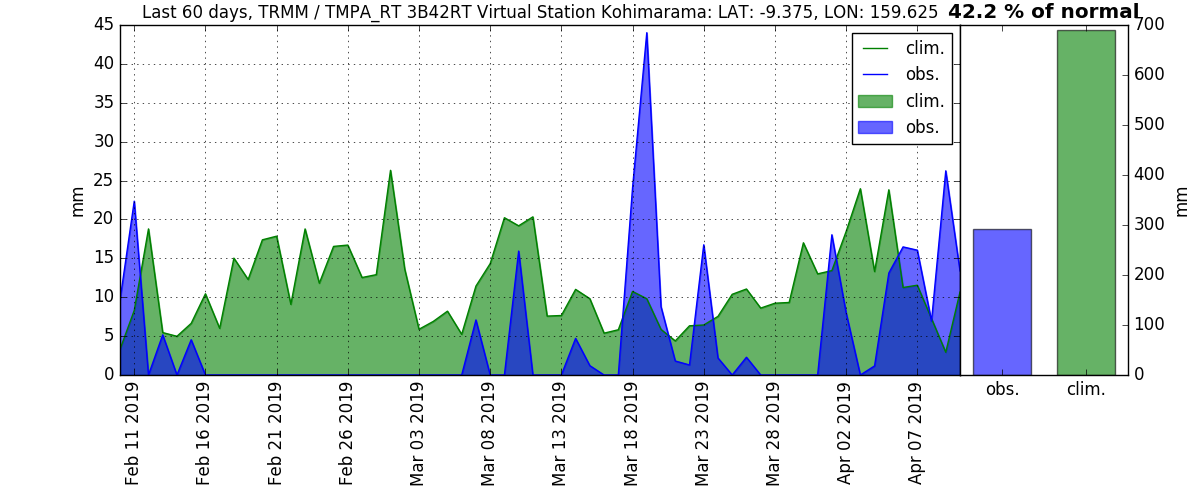 Last 60 days, TRMM / TMPA_RT 3B42RT Virtual Station Kohimarama: LAT: -9.375, LON: 159.625 42.2 % of normal
45
40
35
30
25
20
15
10
5
0
mm
clim.
obs.
clim.
obs.
700
600
500
400
300
200
100
0
mm
obs.
clim.
Feb 11 2019
Feb 16 2019
Feb 21 2019
Feb 26 2019
Mar 03 2019
Mar 08 2019
Mar 13 2019
Mar 18 2019
Mar 23 2019
Mar 28 2019
Apr 02 2019
Apr 07 2019